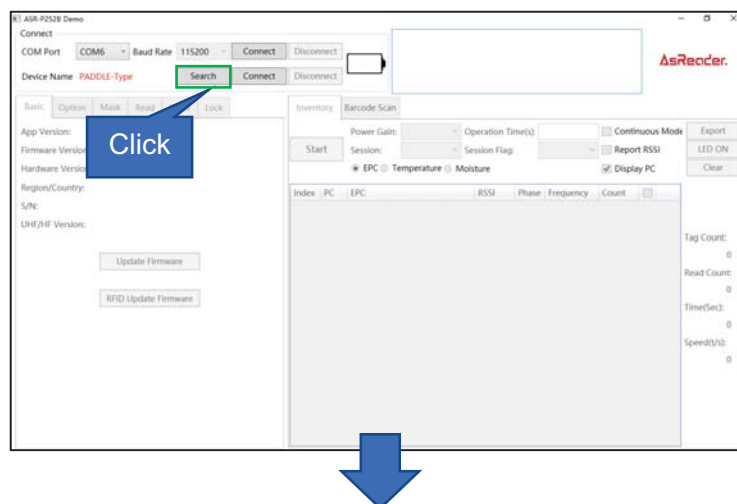 ASR-P252B Demo
Connect
COM Port COM6 Baud Rate 115200 Connect Disconnect
Device Name PADDLE-Type Search Connect Disconnect
AsReader.
Basic Option Mask Read Lock
Inventory Barcode Scan
Click
App Version:
Firmware Version
Hardware Version
Region/Country:
S/N:
UHF/HF Version:
Update Firmware
RFID Update Firmware
Start
Power Gain: Operation Time(s) Continuous Mode Export
Session: Session Flag: Report RSSI LED ON
EPC Temperature Moisture Display PC Clear
Index PC EPC RSSI Phase Frequency Count
Tag Count:
0
Read Count:
0
Time(Sec):
0
Speed(t/s):
0